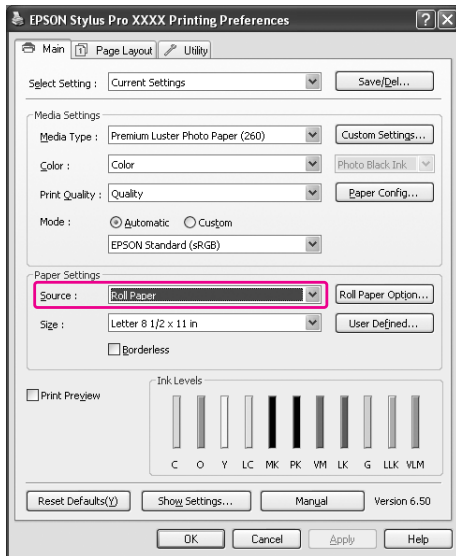 EPSON Stylus Pro XXXX Printing Preferences
Main Page Layout Utility
Select Setting : Current Settings Save/Del...
Media Settings
Media Type : Premium Luster Photo Paper (260) Custom Settings...
Color : Color Photo Black Ink
Print Quality : Quality Paper Config...
Mode : Automatic Custom
EPSON Standard (sRGB)
Paper Settings
Source : Roll Paper Roll Paper Option...
Size : Letter 8 1/2 x 11 in User Defined...
Borderless
Print Preview
Ink Levels
C O Y LC MK PK VM LK G LLK VLM
Reset Defaults(Y) Show Settings... Manual Version 6.50
OK Cancel Apply Help